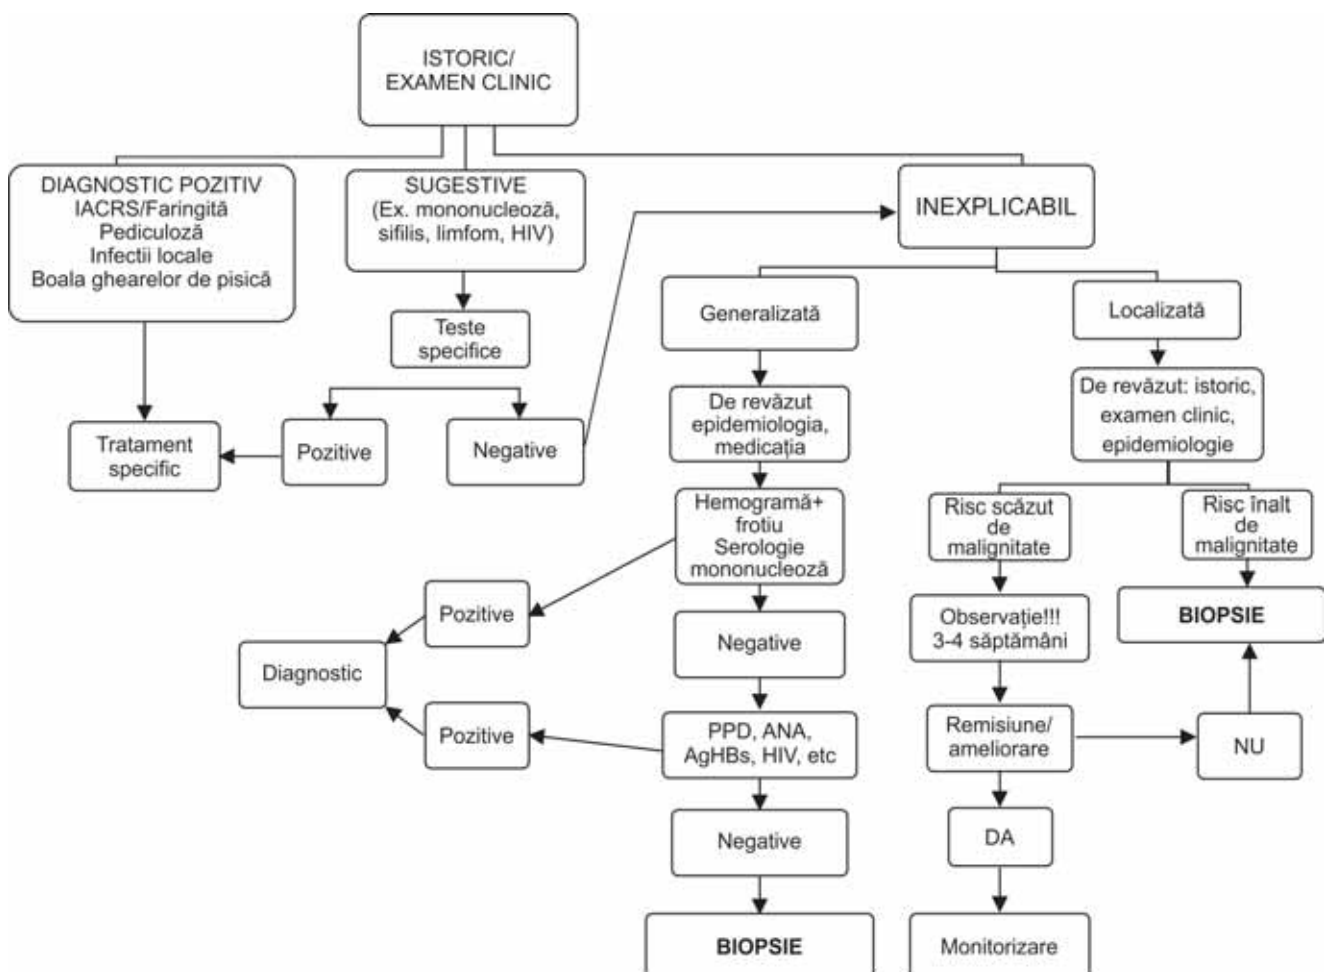 ISTORIC/
EXAMEN CLINIC
DIAGNOSTIC POZITIV
IACRS/Faringită
Pediculoză
Infectii locale
Boala ghearelor de pisică
SUGESTIVE
(Ex. mononucleoză,
sifilis, limfom, HIV)
INEXPLICABIL
Teste
specifice
Generalizată
Localizată
Tratament
specific
Pozitive
Negative
De revăzut
epidemiologia,
medicația
De revăzut: istoric,
examen clinic,
epidemiologie
Hemogramă+
frotiu
Serologie
mononucleoză
Risc scăzut
de
malignitate
Risc înalt
de
malignitate
Pozitive
Negative
Observație!!!
3-4 săptămâni
BIOPSIE
Diagnostic
Pozitive
PPD, ANA,
AgHBs, HIV, etc
Remisiune/
ameliorare
NU
Negative
DA
BIOPSIE
Monitorizare